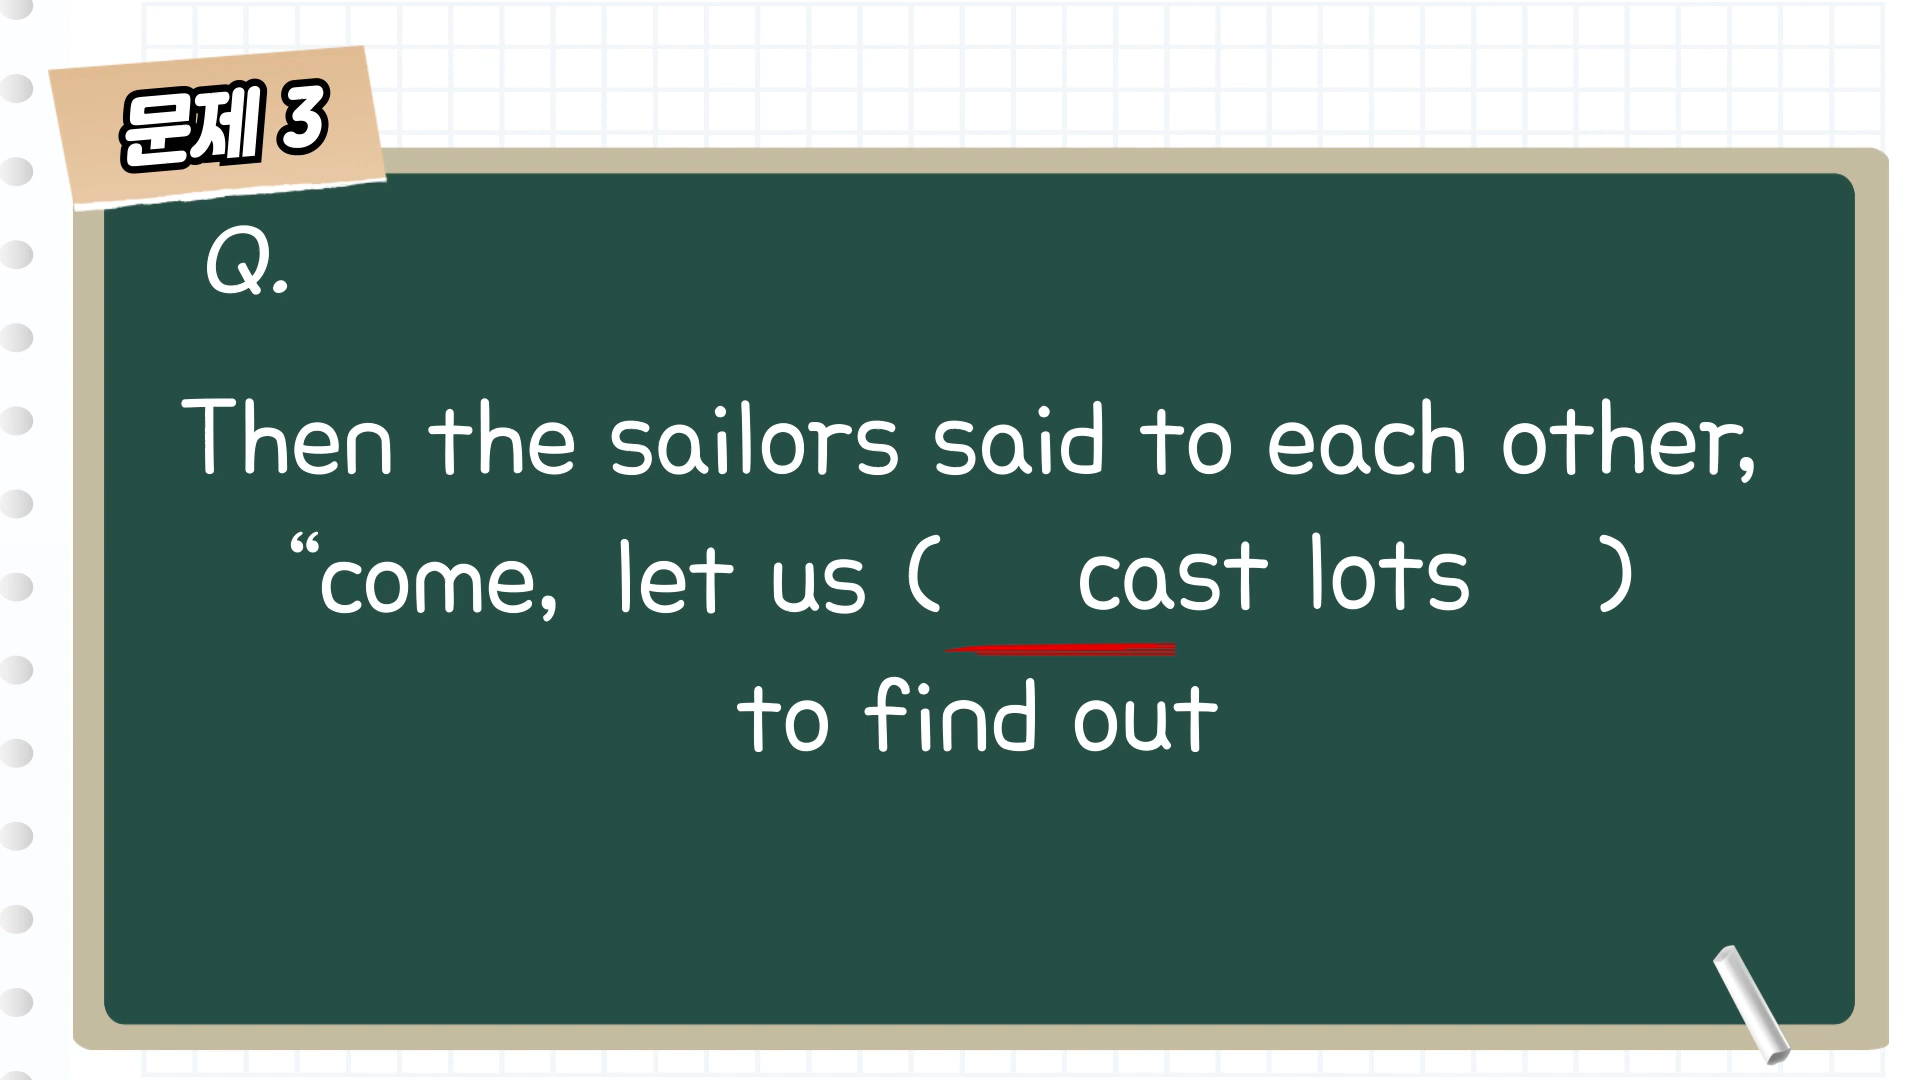 문제 3
Q.
Then the sailors said to each other,
“come, let us ( cast lots )
to find out